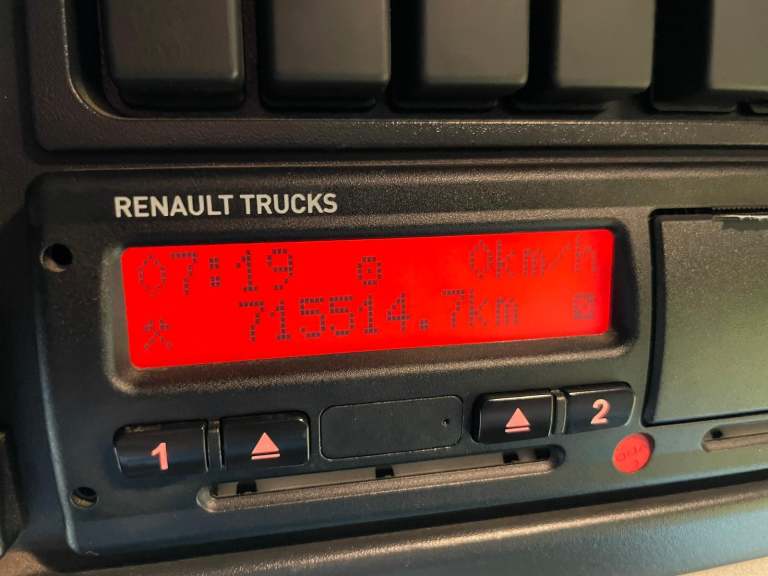 RENAULT TRUCKS
07:19 0km/h
715514.7km
1 2